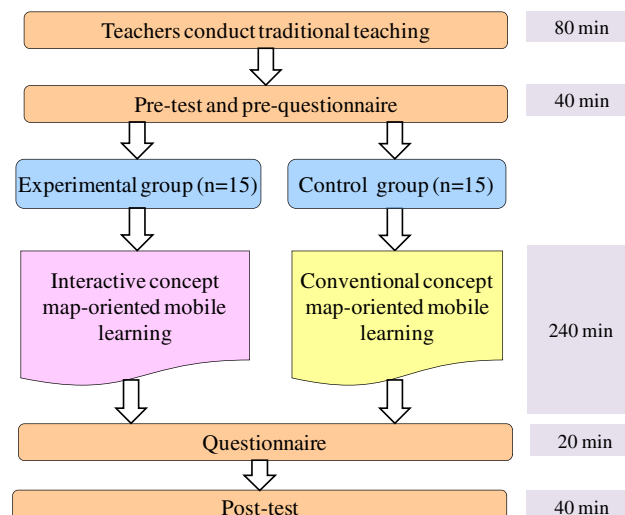 Teachers conduct traditional teaching
80 min
Pre-test and pre-questionnaire
40 min
Experimental group (n=15)
Control group (n=15)
Interactive concept
map-oriented mobile
learning
Conventional concept
map-oriented mobile
learning
240 min
Questionnaire
20 min
Post-test
40 min